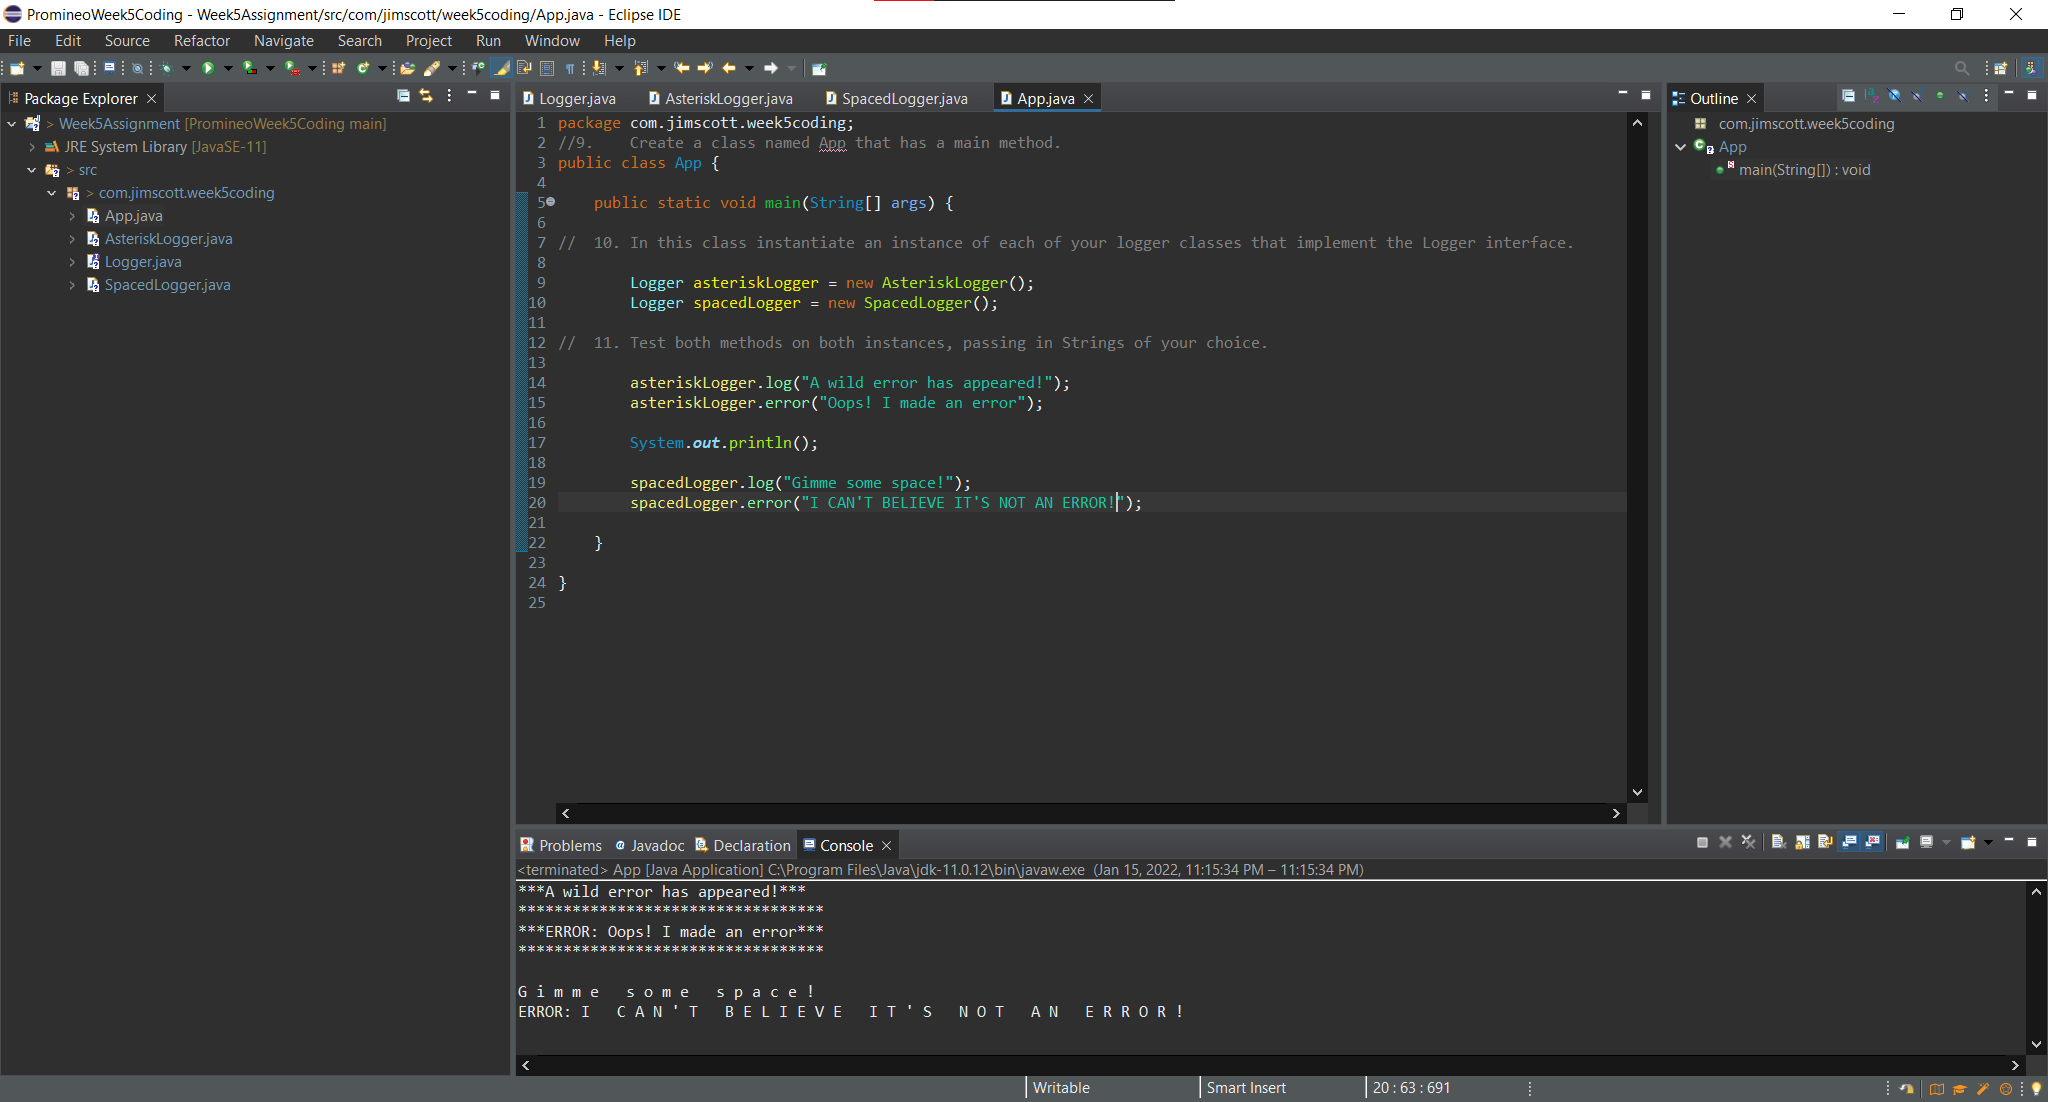 PromineoWeek5Coding - Week5Assignment/src/com/jimscott/week5coding/App.java - Eclipse IDE
File Edit Source Refactor Navigate Search Project Run Window Help
Package Explorer
Week5Assignment [PromineoWeek5Coding main]
JRE System Library [JavaSE-11]
src
com.jimscott.week5coding
App.java
AsteriskLogger.java
Logger.java
SpacedLogger.java
Logger.java AsteriskLogger.java SpacedLogger.java App.java
1 package com.jimscott.week5coding;
2 //9.    Create a class named App that has a main method.
3 public class App {
4
5     public static void main(String[] args) {
6
7 //  10. In this class instantiate an instance of each of your logger classes that implement the Logger interface.
8
9         Logger asteriskLogger = new AsteriskLogger();
10         Logger spacedLogger = new SpacedLogger();
11
12 //  11. Test both methods on both instances, passing in Strings of your choice.
13
14         asteriskLogger.log("A wild error has appeared!");
15         asteriskLogger.error("Oops! I made an error");
16
17         System.out.println();
18
19         spacedLogger.log("Gimme some space!");
20         spacedLogger.error("I CAN'T BELIEVE IT'S NOT AN ERROR!");
21
22     }
23
24 }
25
Outline
com.jimscott.week5coding
App
main(String[]) : void
Problems Javadoc Declaration Console
<terminated> App [Java Application] C:\Program Files\Java\jdk-11.0.12\bin\javaw.exe (Jan 15, 2022, 11:15:34 PM – 11:15:34 PM)
***A wild error has appeared!***
**********************************
***ERROR: Oops! I made an error***
**********************************
G i m m e   s o m e   s p a c e !
ERROR: I   C A N ' T   B E L I E V E   I T ' S   N O T   A N   E R R O R !
Writable Smart Insert 20 : 63 : 691